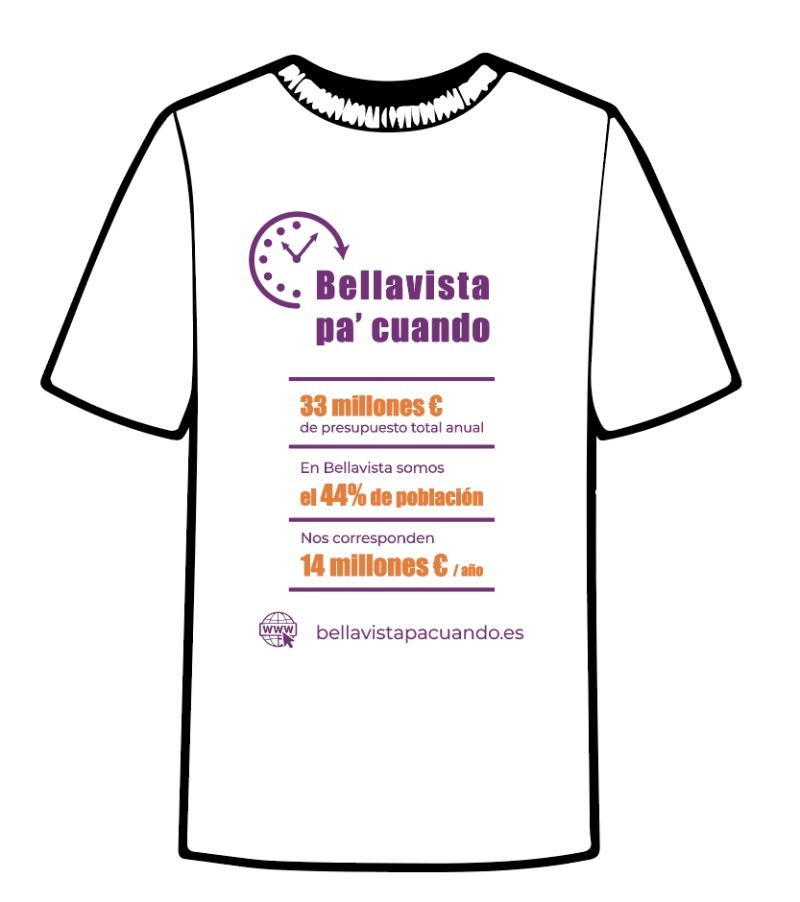 Bellavista
pa’ cuando
33 millones €
de presupuesto total anual
En Bellavista somos
el 44% de población
Nos corresponden
14 millones € / año
www
bellavistapacuando.es